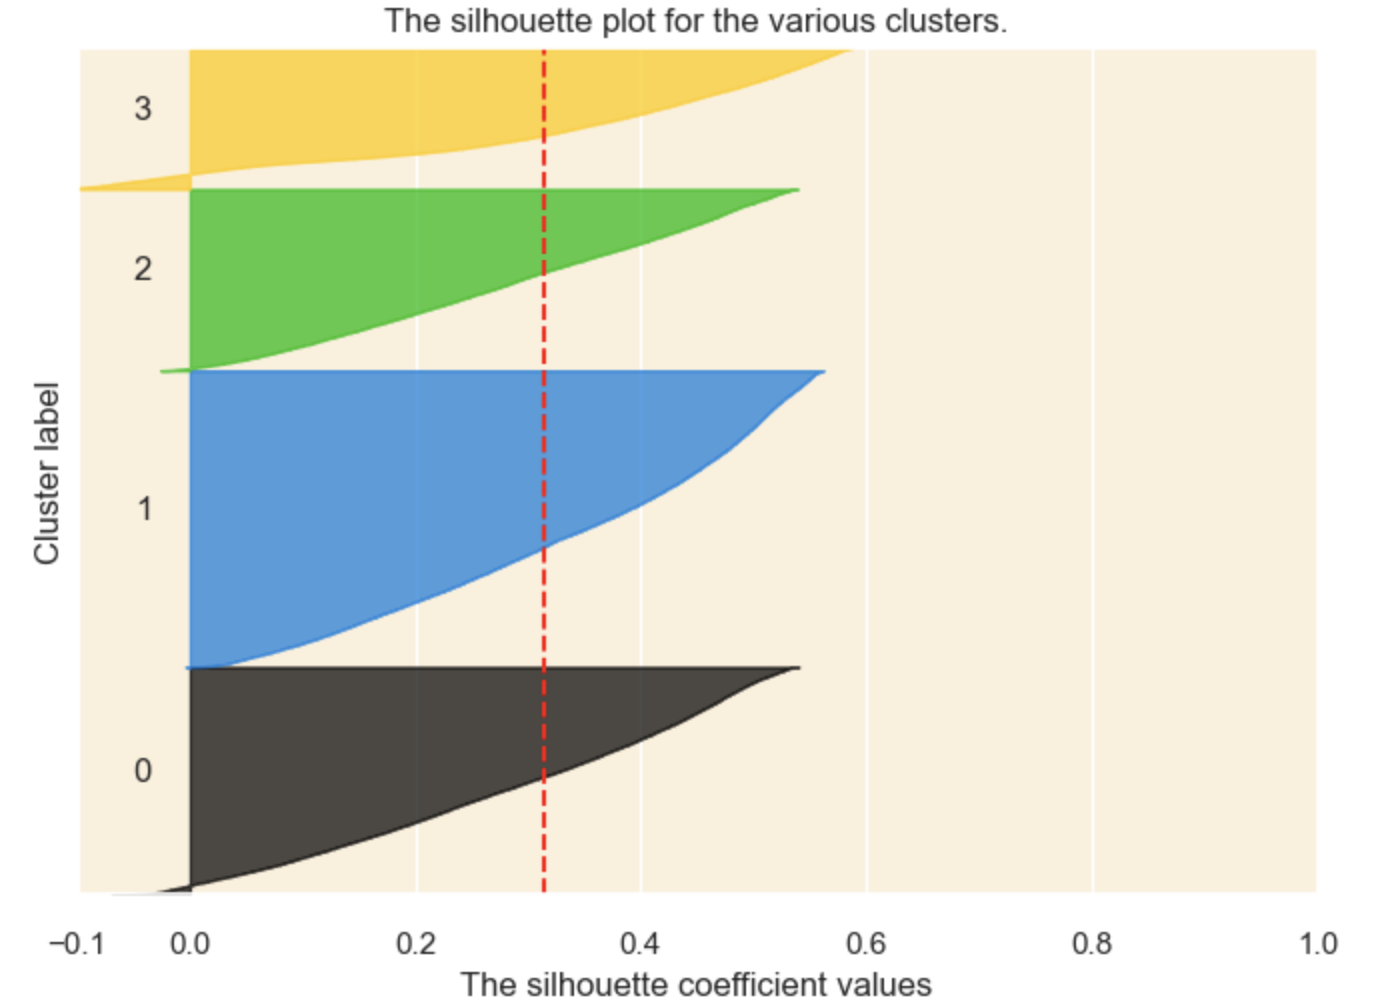 The silhouette plot for the various clusters.
3
2
1
0
Cluster label
−0.1 0.0 0.2 0.4 0.6 0.8 1.0
The silhouette coefficient values